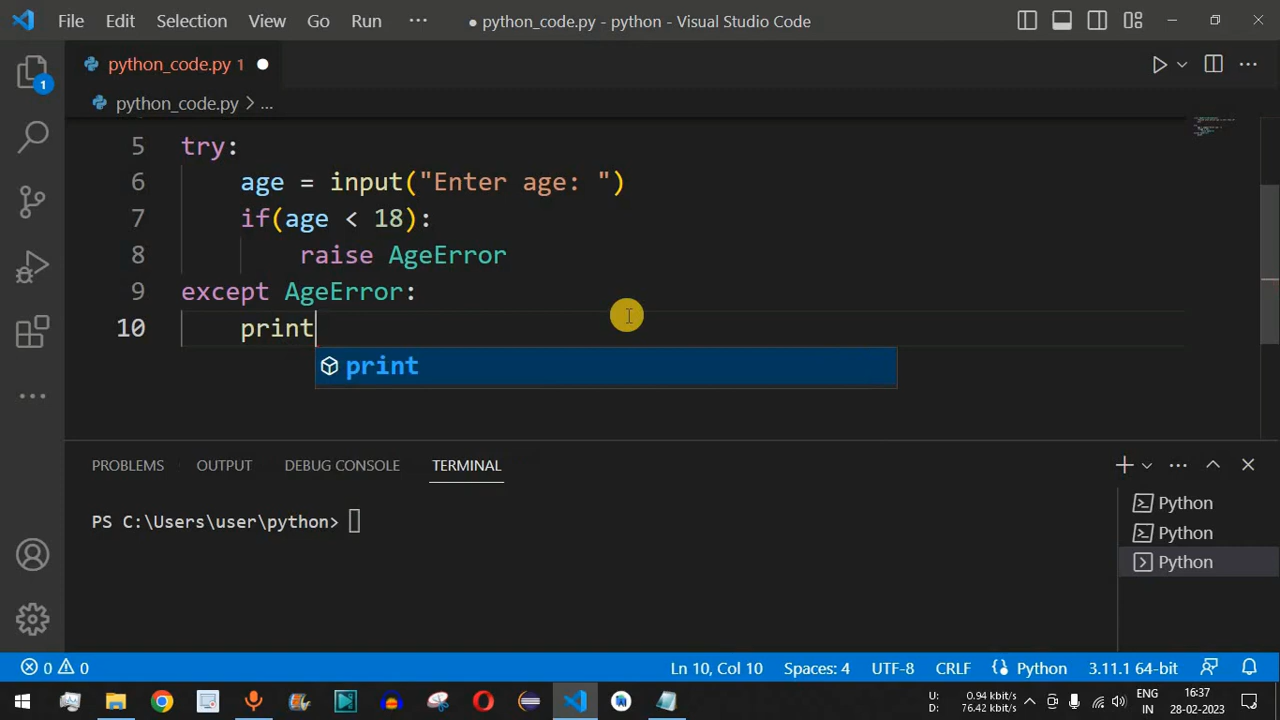 File Edit Selection View Go Run ··· ● python_code.py - python - Visual Studio Code
python_code.py 1 ●
python_code.py > ...
5 try:
6 age = input("Enter age: ")
7 if(age < 18):
8 raise AgeError
9 except AgeError:
10 print
print
PROBLEMS OUTPUT DEBUG CONSOLE TERMINAL
PS C:\Users\user\python>
Python
Python
Python
1
0 0 Ln 10, Col 10 Spaces: 4 UTF-8 CRLF Python 3.11.1 64-bit
U: 0.94 kbit/s ENG 16:37
D: 76.42 kbit/s IN 28-02-2023